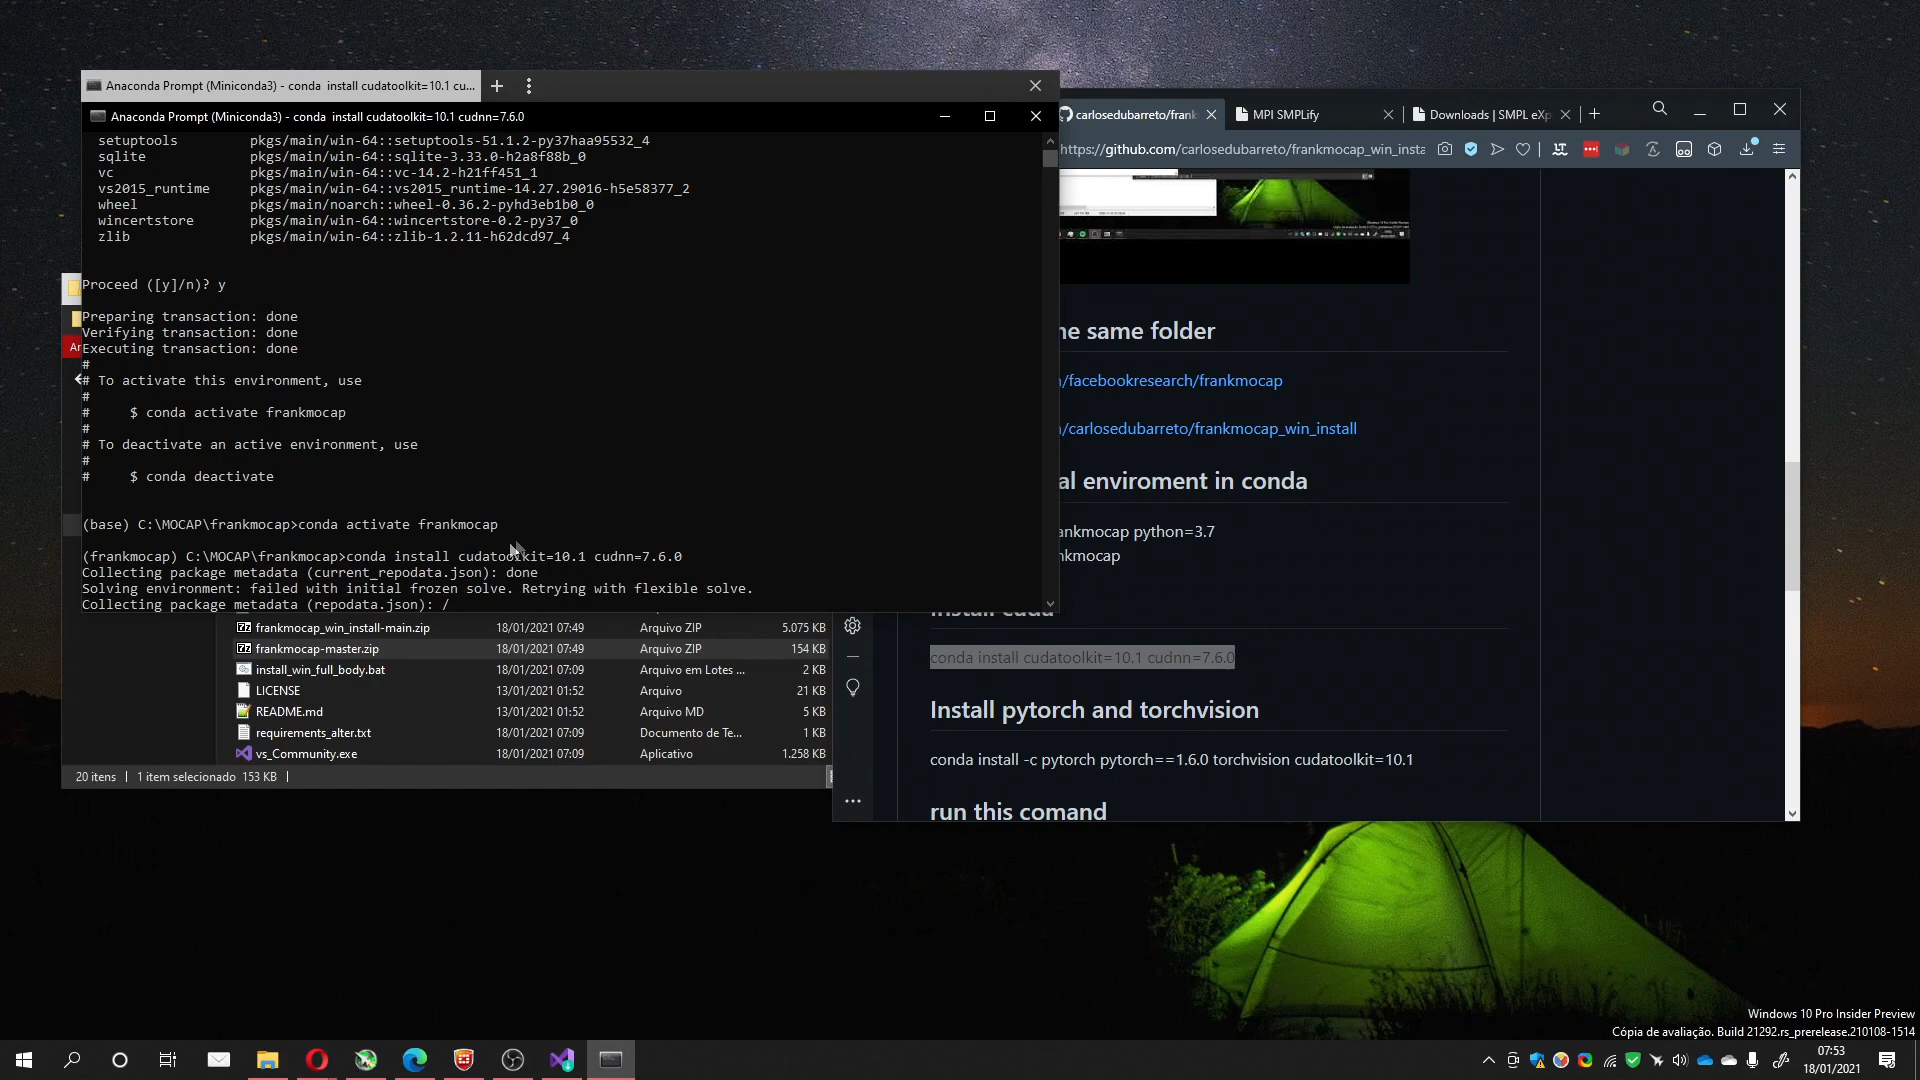 Anaconda Prompt (Miniconda3) - conda  install cudatoolkit=10.1 cu...
Anaconda Prompt (Miniconda3) - conda  install cudatoolkit=10.1 cudnn=7.6.0
setuptools         pkgs/main/win-64::setuptools-51.1.2-py37haa95532_4
sqlite             pkgs/main/win-64::sqlite-3.33.0-h2a8f88b_0
vc                 pkgs/main/win-64::vc-14.2-h21ff451_1
vs2015_runtime     pkgs/main/win-64::vs2015_runtime-14.27.29016-h5e58377_2
wheel              pkgs/main/noarch::wheel-0.36.2-pyhd3eb1b0_0
wincertstore       pkgs/main/win-64::wincertstore-0.2-py37_0
zlib               pkgs/main/win-64::zlib-1.2.11-h62dcd97_4
Proceed ([y]/n)? y
Preparing transaction: done
Verifying transaction: done
Executing transaction: done
#
# To activate this environment, use
#
#     $ conda activate frankmocap
#
# To deactivate an active environment, use
#
#     $ conda deactivate
(base) C:\MOCAP\frankmocap>conda activate frankmocap
(frankmocap) C:\MOCAP\frankmocap>conda install cudatoolkit=10.1 cudnn=7.6.0
Collecting package metadata (current_repodata.json): done
Solving environment: failed with initial frozen solve. Retrying with flexible solve.
Collecting package metadata (repodata.json): /
frankmocap_win_install-main.zip 18/01/2021 07:49 Arquivo ZIP 5.075 KB
frankmocap-master.zip 18/01/2021 07:49 Arquivo ZIP 154 KB
install_win_full_body.bat 18/01/2021 07:09 Arquivo em Lotes ... 2 KB
LICENSE 13/01/2021 01:52 Arquivo 21 KB
README.md 13/01/2021 01:52 Arquivo MD 5 KB
requirements_alter.txt 18/01/2021 07:09 Documento de Te... 1 KB
vs_Community.exe 18/01/2021 07:09 Aplicativo 1.258 KB
20 itens | 1 item selecionado 153 KB |
carlosedubarreto/frank
MPI SMPLify
Downloads | SMPL eXp
https://github.com/carlosedubarreto/frankmocap_win_insta
he same folder
/facebookresearch/frankmocap
/carlosedubarreto/frankmocap_win_install
al enviroment in conda
ankmocap python=3.7
nkmocap
install cuda
conda install cudatoolkit=10.1 cudnn=7.6.0
Install pytorch and torchvision
conda install -c pytorch pytorch==1.6.0 torchvision cudatoolkit=10.1
run this comand
Windows 10 Pro Insider Preview
Cópia de avaliação. Build 21292.rs_prerelease.210108-1514
07:53
18/01/2021